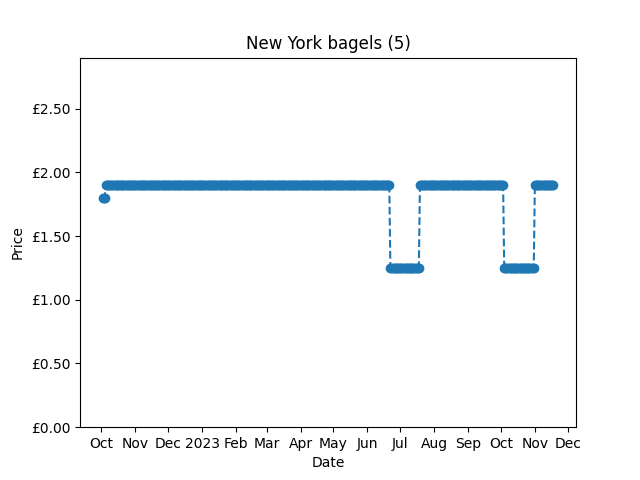 New York bagels (5)
£2.50
£2.00
£1.50
£1.00
£0.50
£0.00
Price
Oct Nov Dec 2023 Feb Mar Apr May Jun Jul Aug Sep Oct Nov Dec
Date